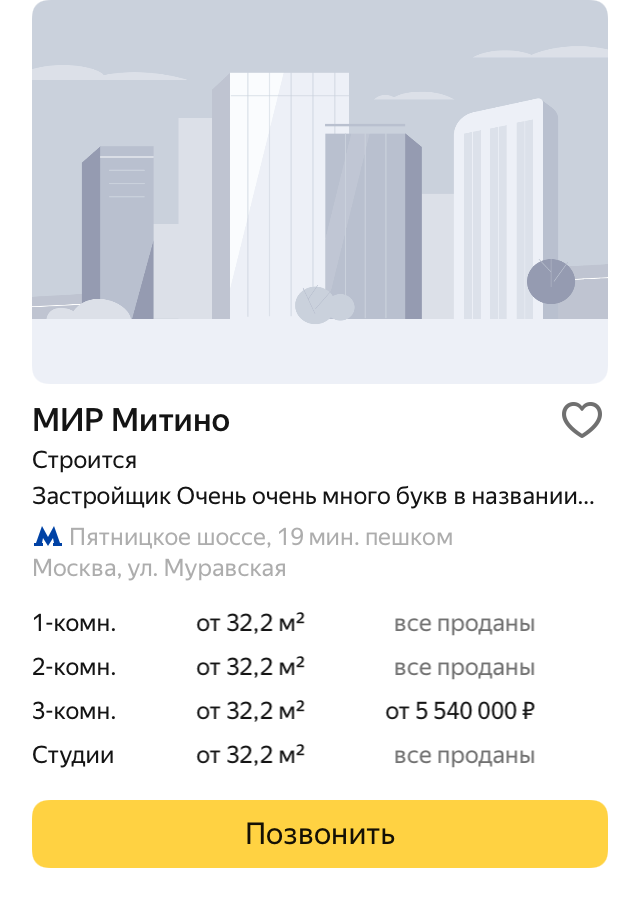 МИР Митино
Строится
Застройщик Очень очень много букв в названии...
Пятницкое шоссе, 19 мин. пешком
Москва, ул. Муравская
1-комн. от 32,2 м² все проданы
2-комн. от 32,2 м² все проданы
3-комн. от 32,2 м² от 5 540 000 ₽
Студии от 32,2 м² все проданы
Позвонить